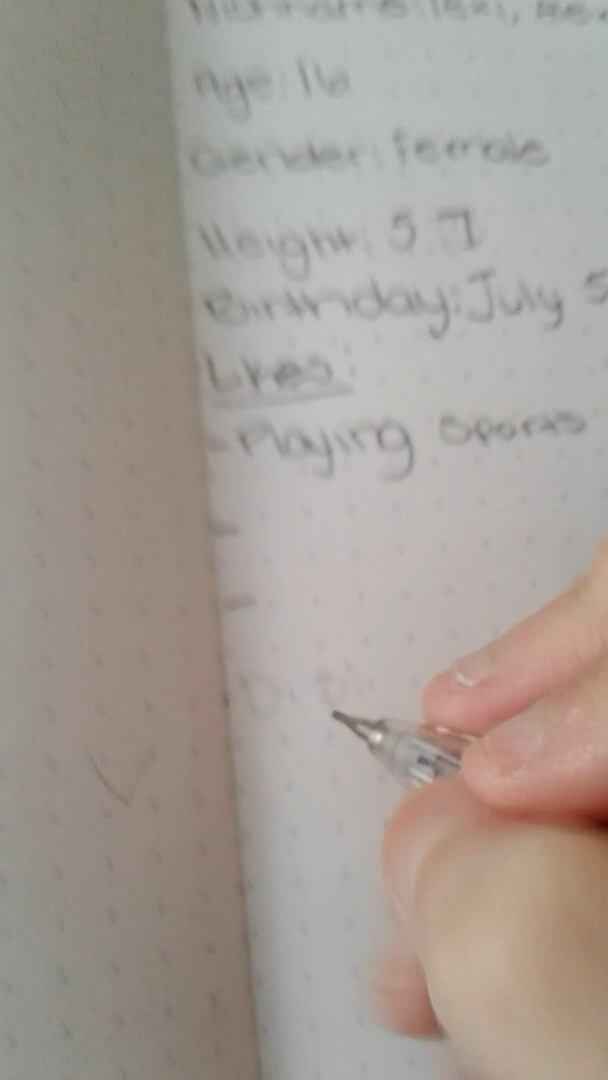 Age: 16
Gender: female
Height: 5.7
Birthday: July 5
Likes:
- Playing sports
-
-